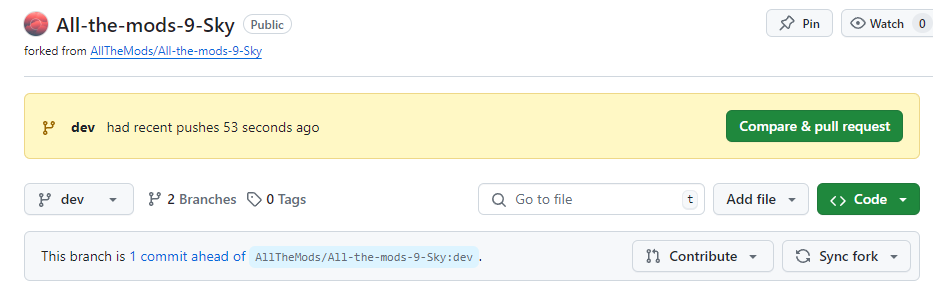 All-the-mods-9-Sky Public Pin Watch 0
forked from AllTheMods/All-the-mods-9-Sky
dev had recent pushes 53 seconds ago Compare & pull request
dev 2 Branches 0 Tags Go to file t Add file Code
This branch is 1 commit ahead of AllTheMods/All-the-mods-9-Sky:dev. Contribute Sync fork